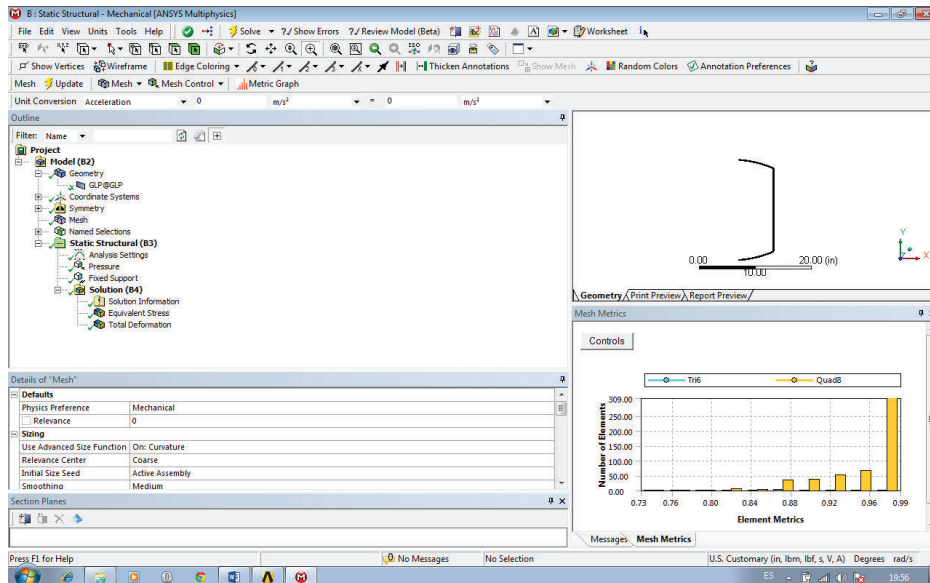 B : Static Structural - Mechanical [ANSYS Multiphysics]
File Edit View Units Tools Help Solve ?/ Show Errors ?/ Review Model (Beta) A Worksheet
Show Vertices Wireframe Edge Coloring Thicken Annotations Show Mesh Random Colors Annotation Preferences
Mesh Update Mesh Mesh Control Metric Graph
Unit Conversion Acceleration 0 m/s² = 0 m/s²
Outline
Filter: Name
Project
Model (B2)
Geometry
GLP@GLP
Coordinate Systems
Symmetry
Mesh
Named Selections
Static Structural (B3)
Analysis Settings
Pressure
Fixed Support
Solution (B4)
Solution Information
Equivalent Stress
Total Deformation
0.00 20.00 (in)
10.00
Y
X
Geometry Print Preview Report Preview
Mesh Metrics
Controls
Tri6 Quad8
Number of Elements
309.00
250.00
200.00
150.00
100.00
50.00
0.00
0.73 0.76 0.80 0.84 0.88 0.92 0.96 0.99
Element Metrics
Messages Mesh Metrics
Details of "Mesh"
Defaults
Physics Preference Mechanical
Relevance 0
Sizing
Use Advanced Size Function On: Curvature
Relevance Center Coarse
Initial Size Seed Active Assembly
Smoothing Medium
Section Planes
Press F1 for Help No Messages No Selection U.S. Customary (in, lbm, lbf, s, V, A) Degrees rad/s
ES 19:56